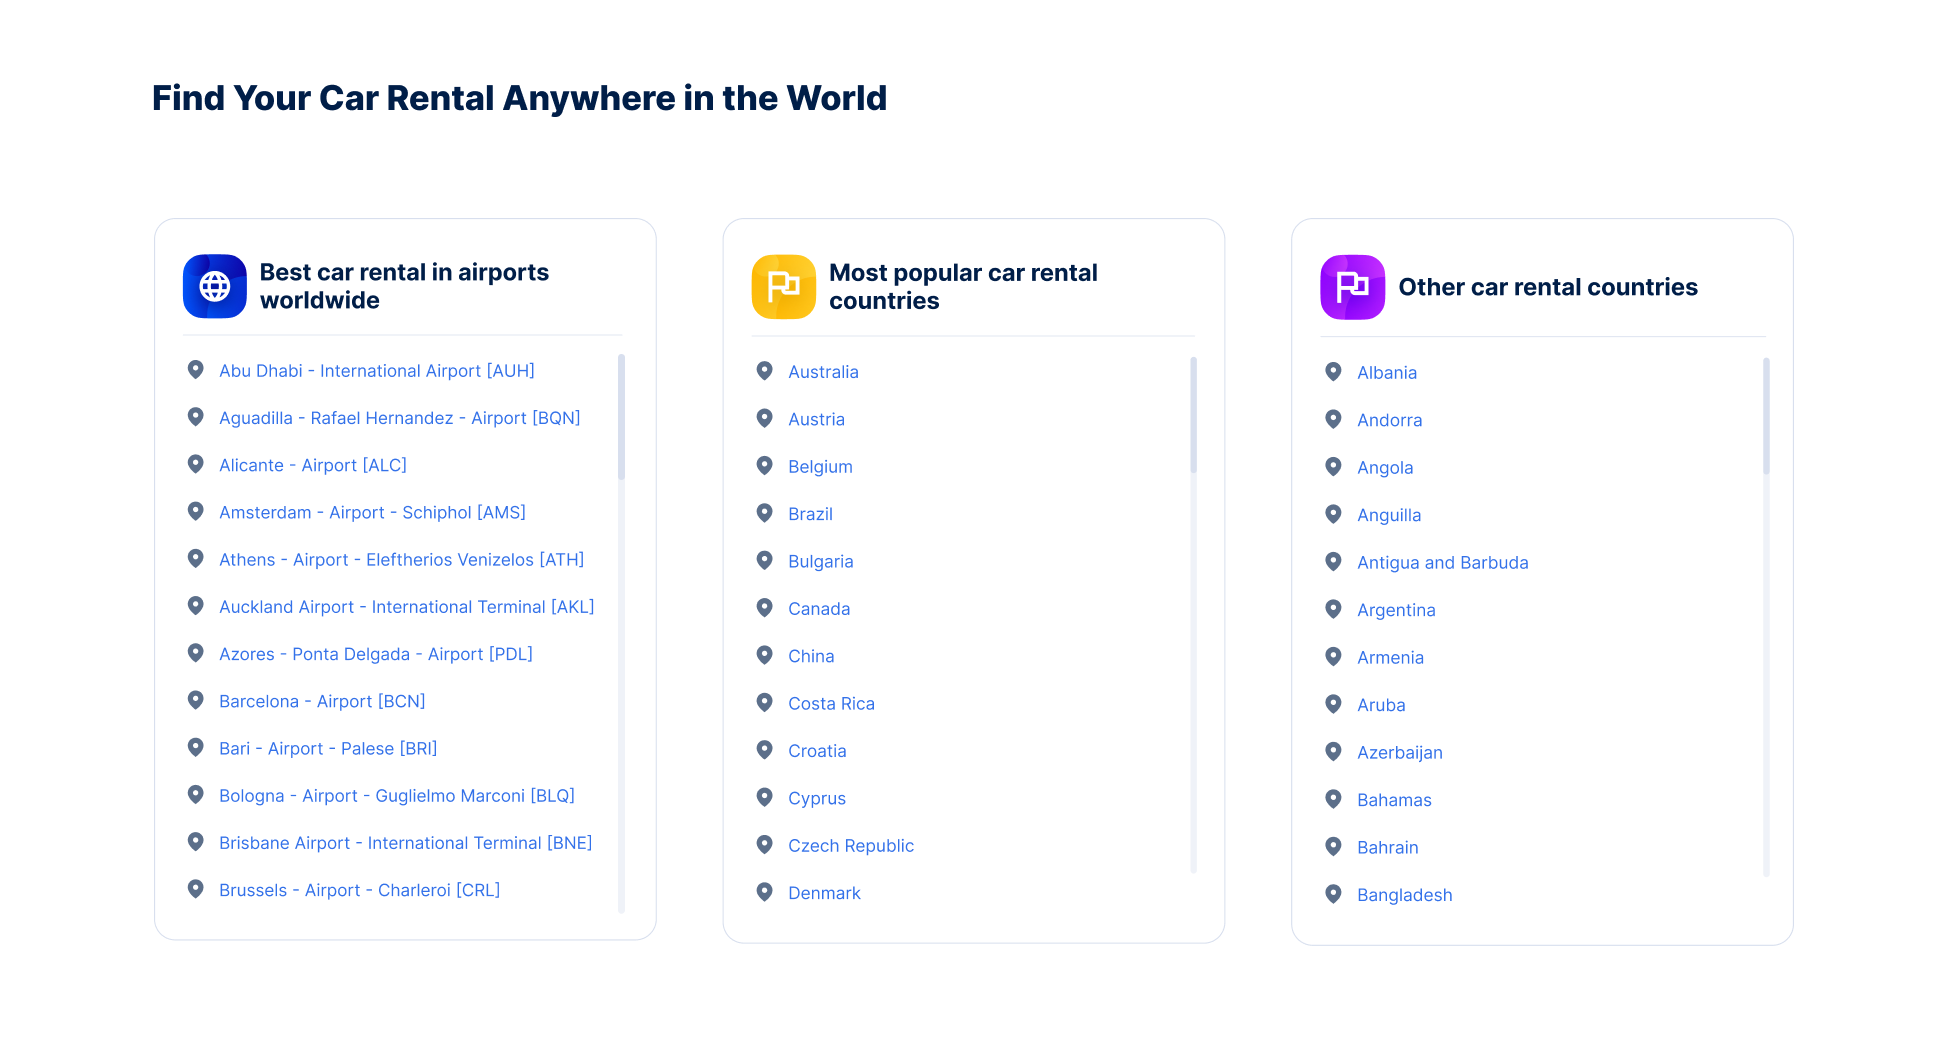 Find Your Car Rental Anywhere in the World
Best car rental in airports
worldwide
Abu Dhabi - International Airport [AUH]
Aguadilla - Rafael Hernandez - Airport [BQN]
Alicante - Airport [ALC]
Amsterdam - Airport - Schiphol [AMS]
Athens - Airport - Eleftherios Venizelos [ATH]
Auckland Airport - International Terminal [AKL]
Azores - Ponta Delgada - Airport [PDL]
Barcelona - Airport [BCN]
Bari - Airport - Palese [BRI]
Bologna - Airport - Guglielmo Marconi [BLQ]
Brisbane Airport - International Terminal [BNE]
Brussels - Airport - Charleroi [CRL]
Most popular car rental
countries
Australia
Austria
Belgium
Brazil
Bulgaria
Canada
China
Costa Rica
Croatia
Cyprus
Czech Republic
Denmark
Other car rental countries
Albania
Andorra
Angola
Anguilla
Antigua and Barbuda
Argentina
Armenia
Aruba
Azerbaijan
Bahamas
Bahrain
Bangladesh